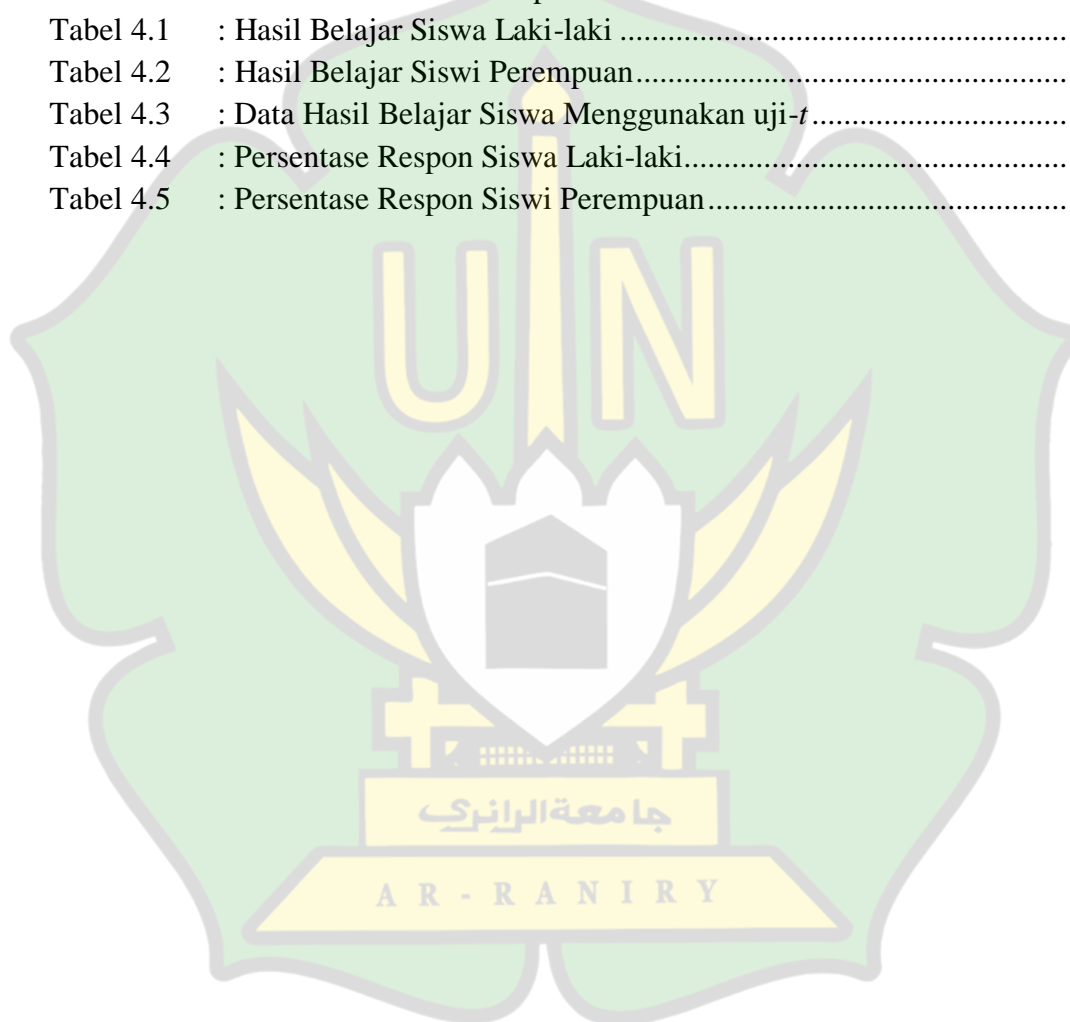 Tabel 4.1 : Hasil Belajar Siswa Laki-laki ........................................................
Tabel 4.2 : Hasil Belajar Siswi Perempuan......................................................
Tabel 4.3 : Data Hasil Belajar Siswa Menggunakan uji-t................................
Tabel 4.4 : Persentase Respon Siswa Laki-laki................................................
Tabel 4.5 : Persentase Respon Siswi Perempuan.............................................
UIN
جامعة الرانري
AR-RANIRY